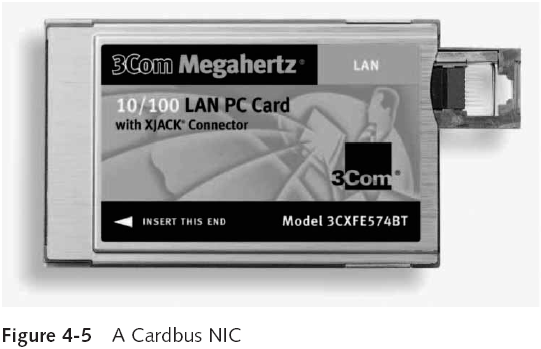 3Com Megahertz®
LAN
10/100 LAN PC Card
with XJACK® Connector
3Com®
INSERT THIS END
Model 3CXFE574BT
Figure 4-5 A Cardbus NIC